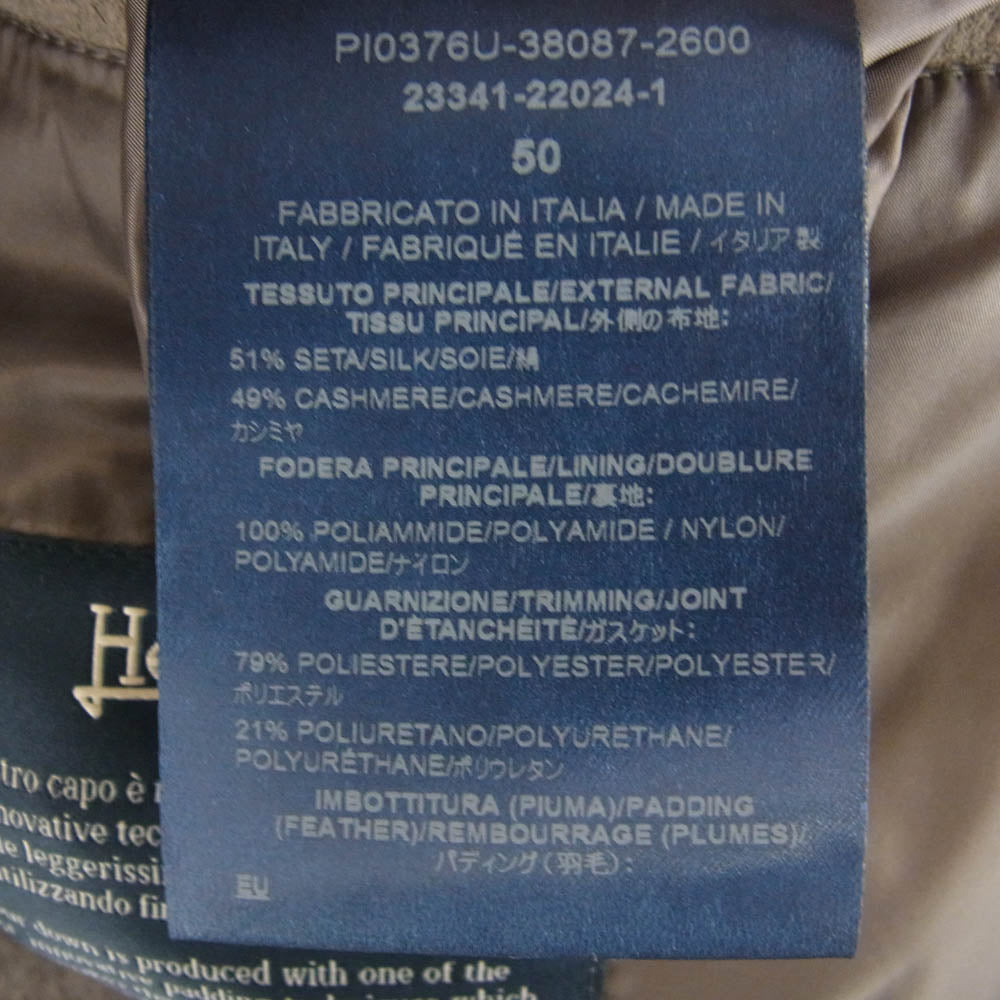 PI0376U-38087-2600
23341-22024-1
50
FABBRICATO IN ITALIA / MADE IN
ITALY / FABRIQUÉ EN ITALIE / イタリア製
TESSUTO PRINCIPALE/EXTERNAL FABRIC/
TISSU PRINCIPAL/外側の布地:
51% SETA/SILK/SOIE/絹
49% CASHMERE/CASHMERE/CACHEMIRE/
カシミヤ
FODERA PRINCIPALE/LINING/DOUBLURE
PRINCIPALE/裏地:
100% POLIAMMIDE/POLYAMIDE / NYLON/
POLYAMIDE/ナイロン
GUARNIZIONE/TRIMMING/JOINT
D'ÉTANCHÉITÉ/ガスケット:
79% POLIESTERE/POLYESTER/POLYESTER/
ポリエステル
21% POLIURETANO/POLYURETHANE/
POLYURÉTHANE/ポリウレタン
IMBOTTITURA (PIUMA)/PADDING
(FEATHER)/REMBOURRAGE (PLUMES)/
パディング(羽毛):
EU
He
tro capo è
novative tec
le leggerissi
utilizzando fi
down is produced with one of the
padding which